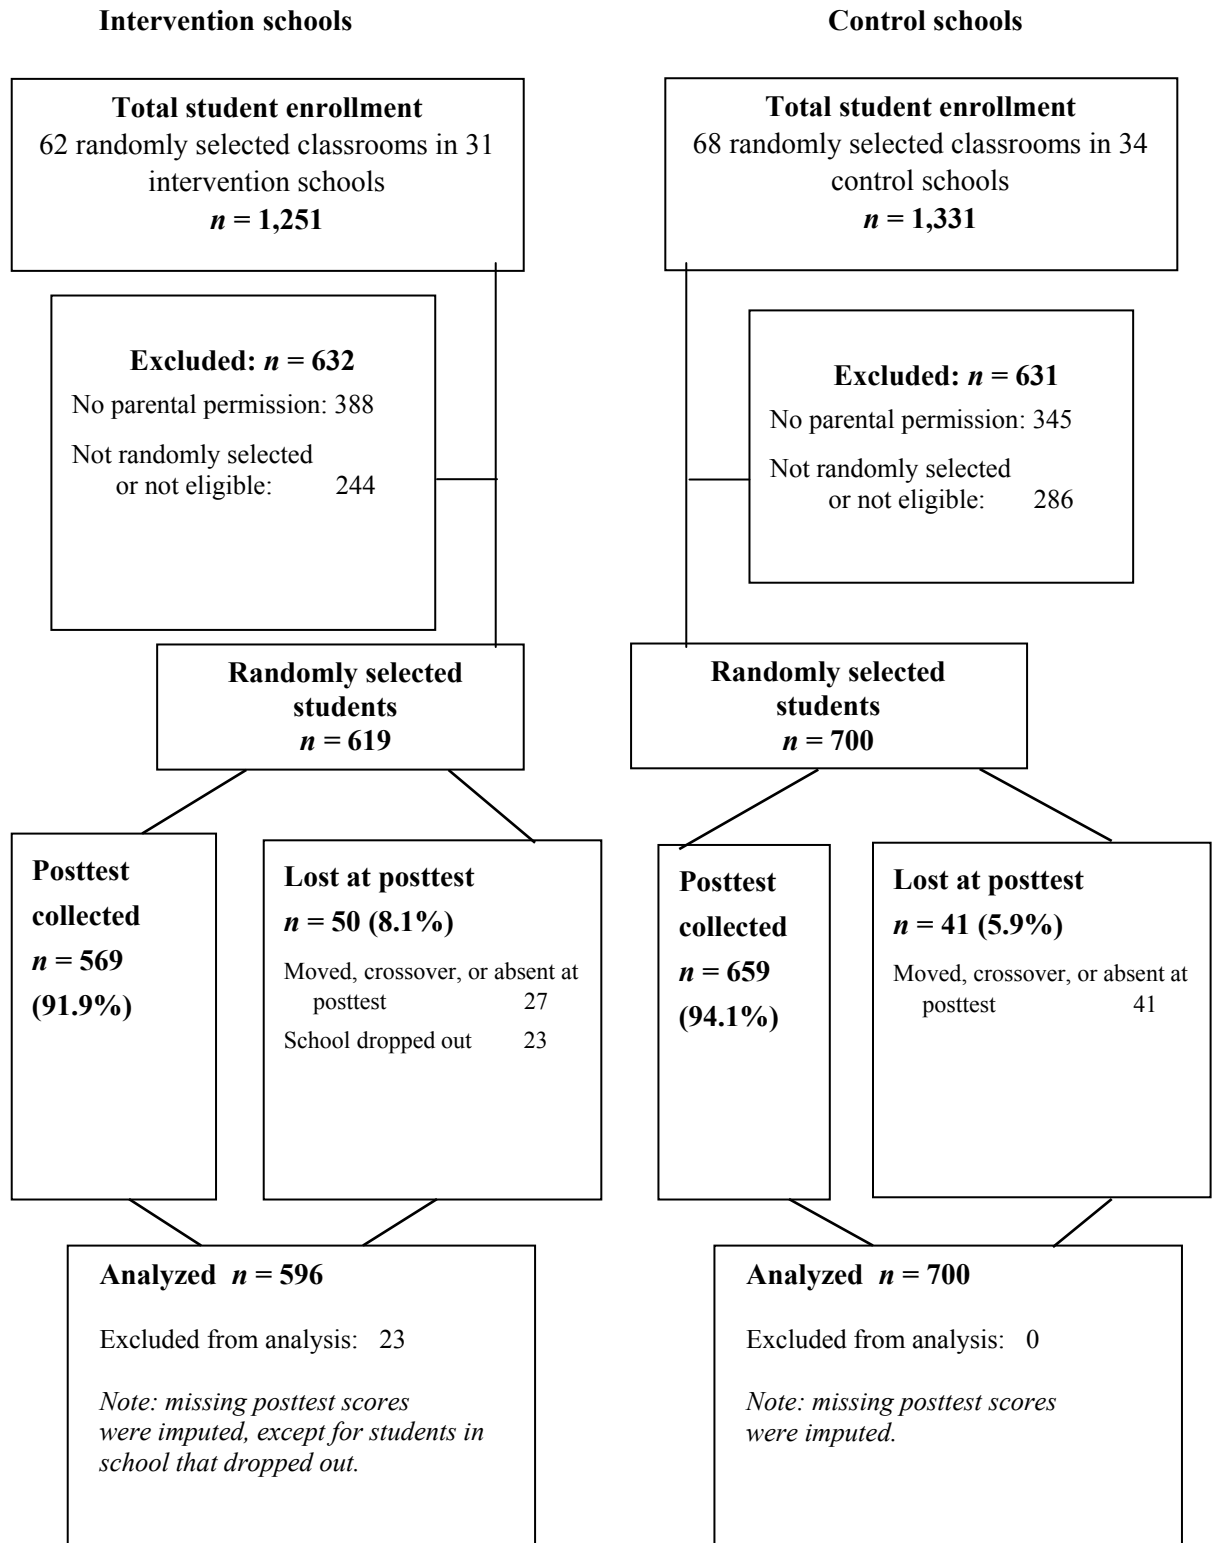 Intervention schools
Total student enrollment
62 randomly selected classrooms in 31
intervention schools
n = 1,251
Excluded: n = 632
No parental permission: 388
Not randomly selected
or not eligible: 244
Randomly selected
students
n = 619
Posttest
collected
n = 569
(91.9%)
Lost at posttest
n = 50 (8.1%)
Moved, crossover, or absent at
posttest 27
School dropped out 23
Analyzed n = 596
Excluded from analysis: 23
Note: missing posttest scores
were imputed, except for students in
school that dropped out.
Control schools
Total student enrollment
68 randomly selected classrooms in 34
control schools
n = 1,331
Excluded: n = 631
No parental permission: 345
Not randomly selected
or not eligible: 286
Randomly selected
students
n = 700
Posttest
collected
n = 659
(94.1%)
Lost at posttest
n = 41 (5.9%)
Moved, crossover, or absent at
posttest 41
Analyzed n = 700
Excluded from analysis: 0
Note: missing posttest scores
were imputed.